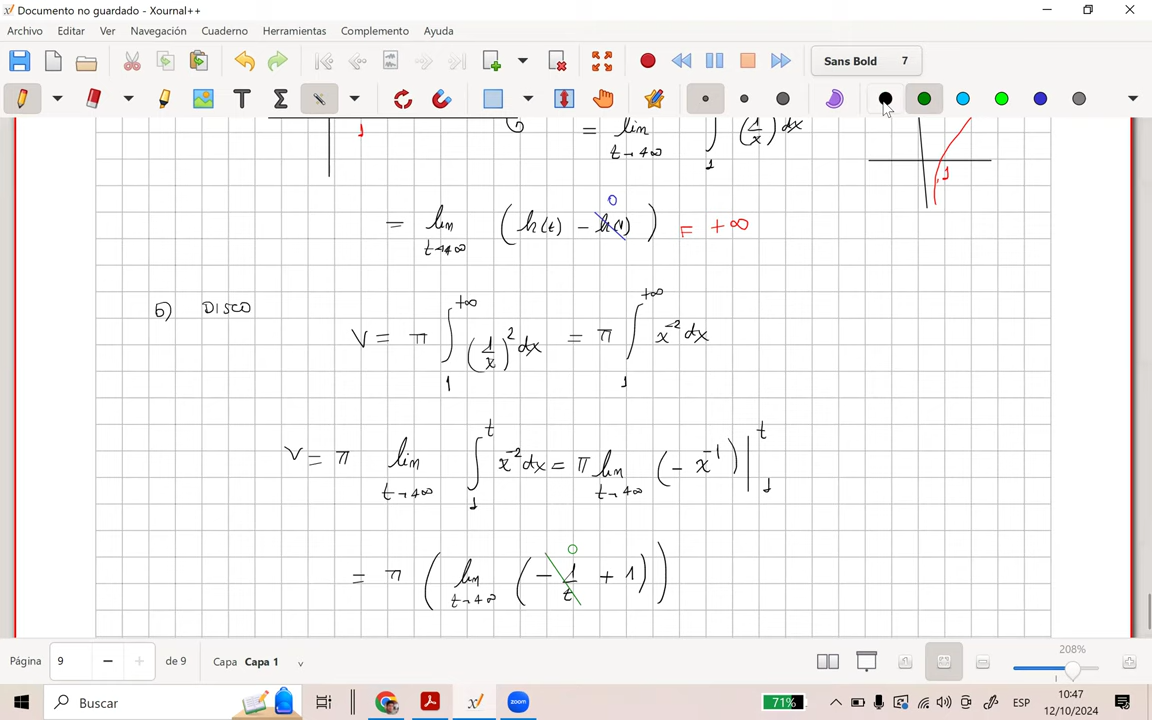 Documento no guardado - Xournal++
Archivo Editar Ver Navegación Cuaderno Herramientas Complemento Ayuda
Sans Bold 7
1
= lim t→+∞ ∫ 1 (1/x) dx
1
= lim t→+∞ (ln(t) - ln(1)) = +∞
0
b) DISCO
V = π ∫ 1 +∞ (1/x)² dx = π ∫ 1 +∞ x⁻² dx
V = π lim t→+∞ ∫ 1 t x⁻² dx = π lim t→+∞ (- x⁻¹) | 1 t
0
= π ( lim t→+∞ (- 1/t + 1))
Página 9 de 9 Capa Capa 1
208%
Buscar
71%
zoom
ESP
10:47
12/10/2024